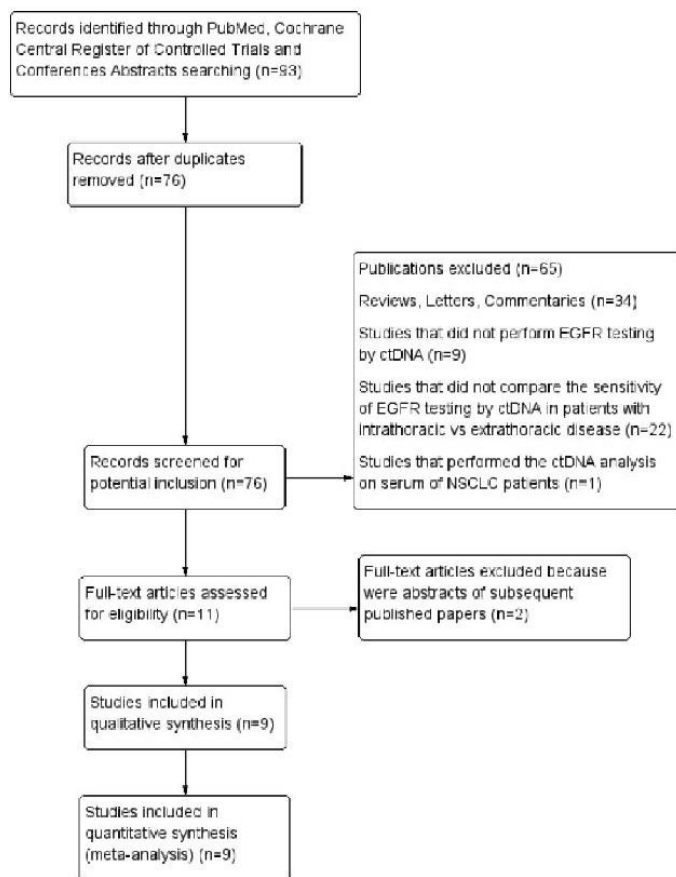 Records identified through PubMed, Cochrane
Central Register of Controlled Trials and
Conferences Abstracts searching (n=93)
Records after duplicates
removed (n=76)
Publications excluded (n=65)
Reviews, Letters, Commentaries (n=34)
Studies that did not perform EGFR testing
by ctDNA (n=9)
Studies that did not compare the sensitivity
of EGFR testing by ctDNA in patients with
intrathoracic vs extrathoracic disease (n=22)
Studies that performed the ctDNA analysis
on serum of NSCLC patients (n=1)
Records screened for
potential inclusion (n=76)
Full-text articles assessed
for eligibility (n=11)
Full-text articles excluded because
were abstracts of subsequent
published papers (n=2)
Studies included in
qualitative synthesis (n=9)
Studies included in
quantitative synthesis
(meta-analysis) (n=9)